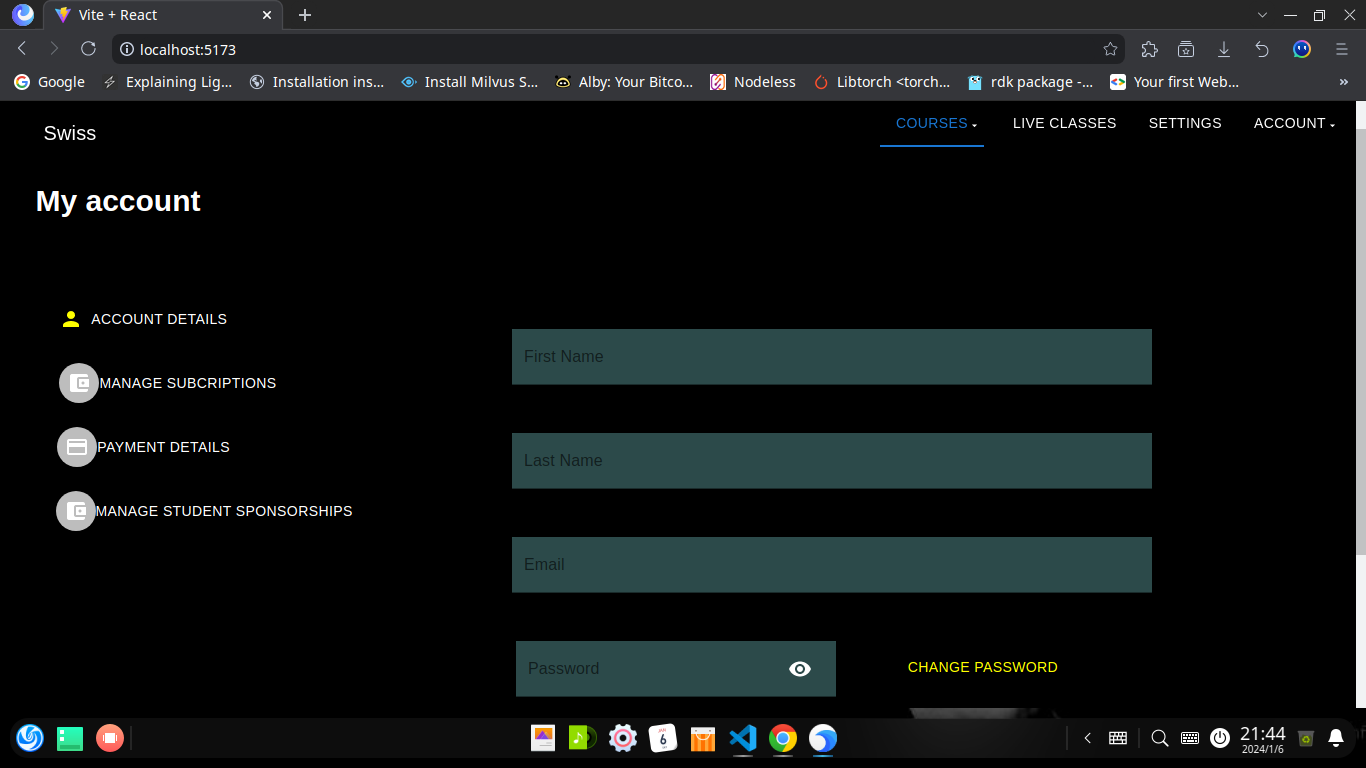 Vite + React
localhost:5173
Google Explaining Lig... Installation ins... Install Milvus S... Alby: Your Bitco... Nodeless Libtorch <torch... rdk package -... Your first Web... »
Swiss COURSES LIVE CLASSES SETTINGS ACCOUNT
My account
ACCOUNT DETAILS
MANAGE SUBCRIPTIONS
PAYMENT DETAILS
MANAGE STUDENT SPONSORSHIPS
First Name
Last Name
Email
Password
CHANGE PASSWORD
6
21:44
2024/1/6